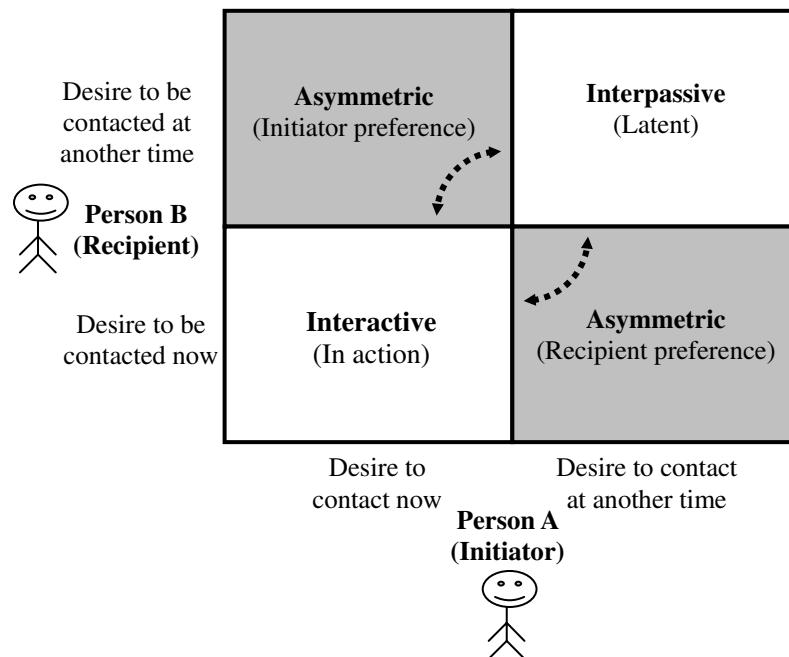 Desire to be
contacted at
another time
Asymmetric
(Initiator preference)
Interpassive
(Latent)
Person B
(Recipient)
Desire to be
contacted now
Interactive
(In action)
Asymmetric
(Recipient preference)
Desire to
contact now
Desire to contact
at another time
Person A
(Initiator)